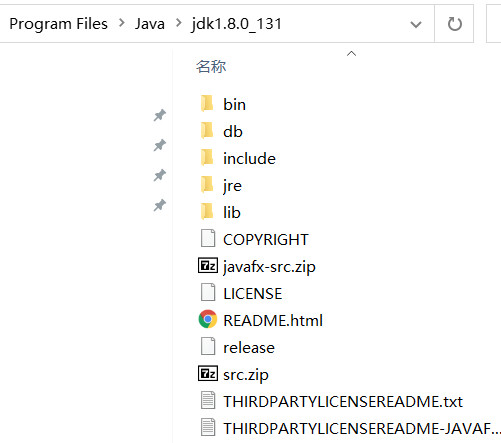 Program Files > Java > jdk1.8.0_131
名称
bin
db
include
jre
lib
COPYRIGHT
javafx-src.zip
LICENSE
README.html
release
src.zip
THIRDPARTYLICENSEREADME.txt
THIRDPARTYLICENSEREADME-JAVAF...